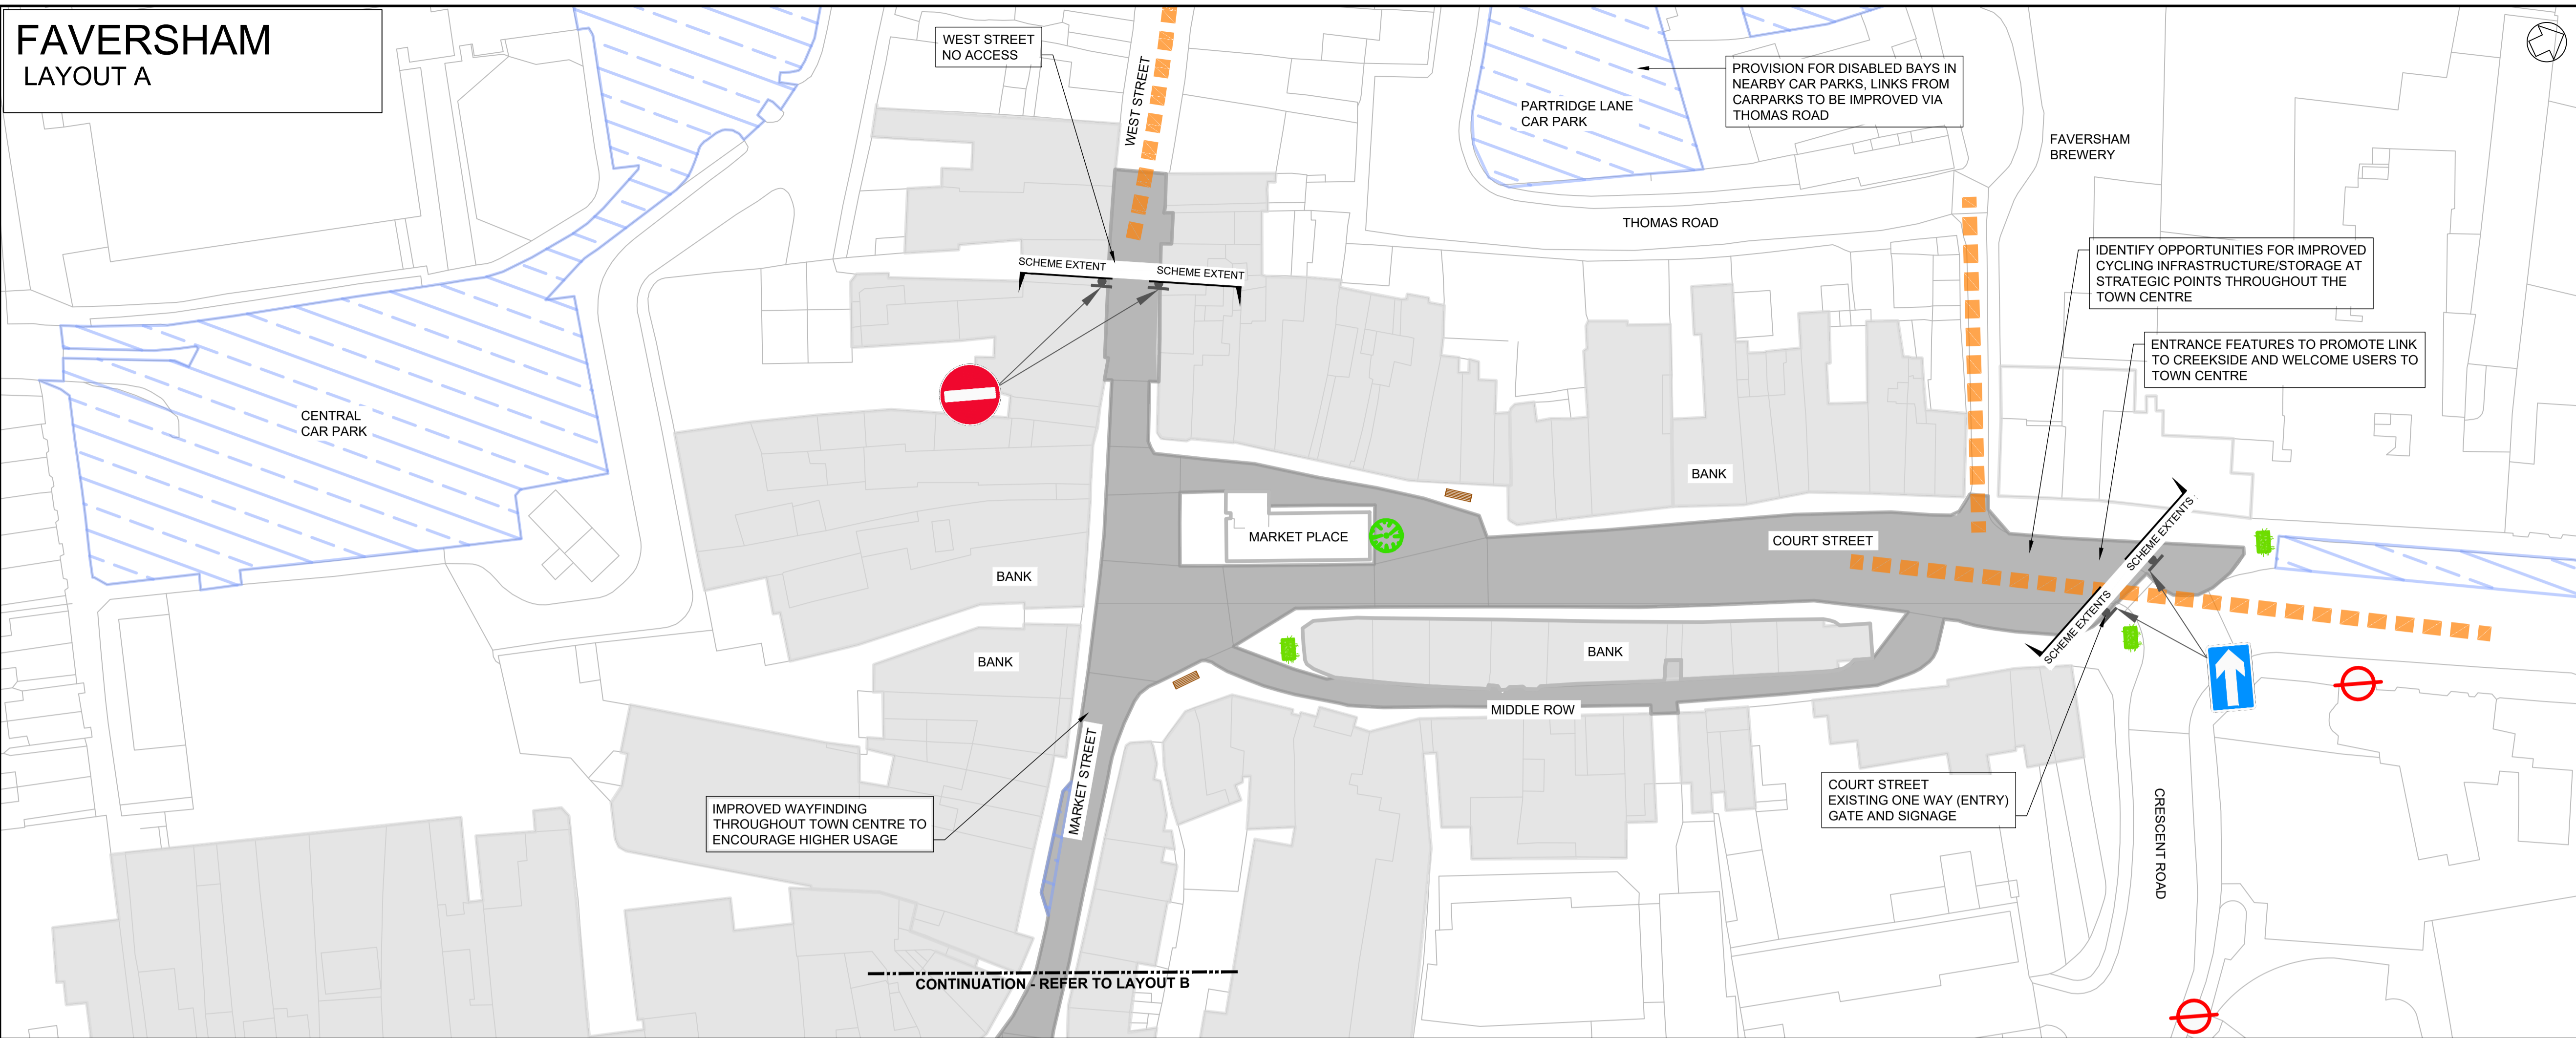 FAVERSHAM
LAYOUT A
WEST STREET
NO ACCESS
WEST STREET
PARTRIDGE LANE
CAR PARK
PROVISION FOR DISABLED BAYS IN
NEARBY CAR PARKS, LINKS FROM
CARPARKS TO BE IMPROVED VIA
THOMAS ROAD
FAVERSHAM
BREWERY
THOMAS ROAD
IDENTIFY OPPORTUNITIES FOR IMPROVED
CYCLING INFRASTRUCTURE/STORAGE AT
STRATEGIC POINTS THROUGHOUT THE
TOWN CENTRE
SCHEME EXTENT
SCHEME EXTENT
ENTRANCE FEATURES TO PROMOTE LINK
TO CREEKSIDE AND WELCOME USERS TO
TOWN CENTRE
CENTRAL
CAR PARK
BANK
MARKET PLACE
COURT STREET
SCHEME EXTENTS
SCHEME EXTENTS
BANK
BANK
BANK
MIDDLE ROW
MARKET STREET
IMPROVED WAYFINDING
THROUGHOUT TOWN CENTRE TO
ENCOURAGE HIGHER USAGE
COURT STREET
EXISTING ONE WAY (ENTRY)
GATE AND SIGNAGE
CRESCENT ROAD
CONTINUATION - REFER TO LAYOUT B